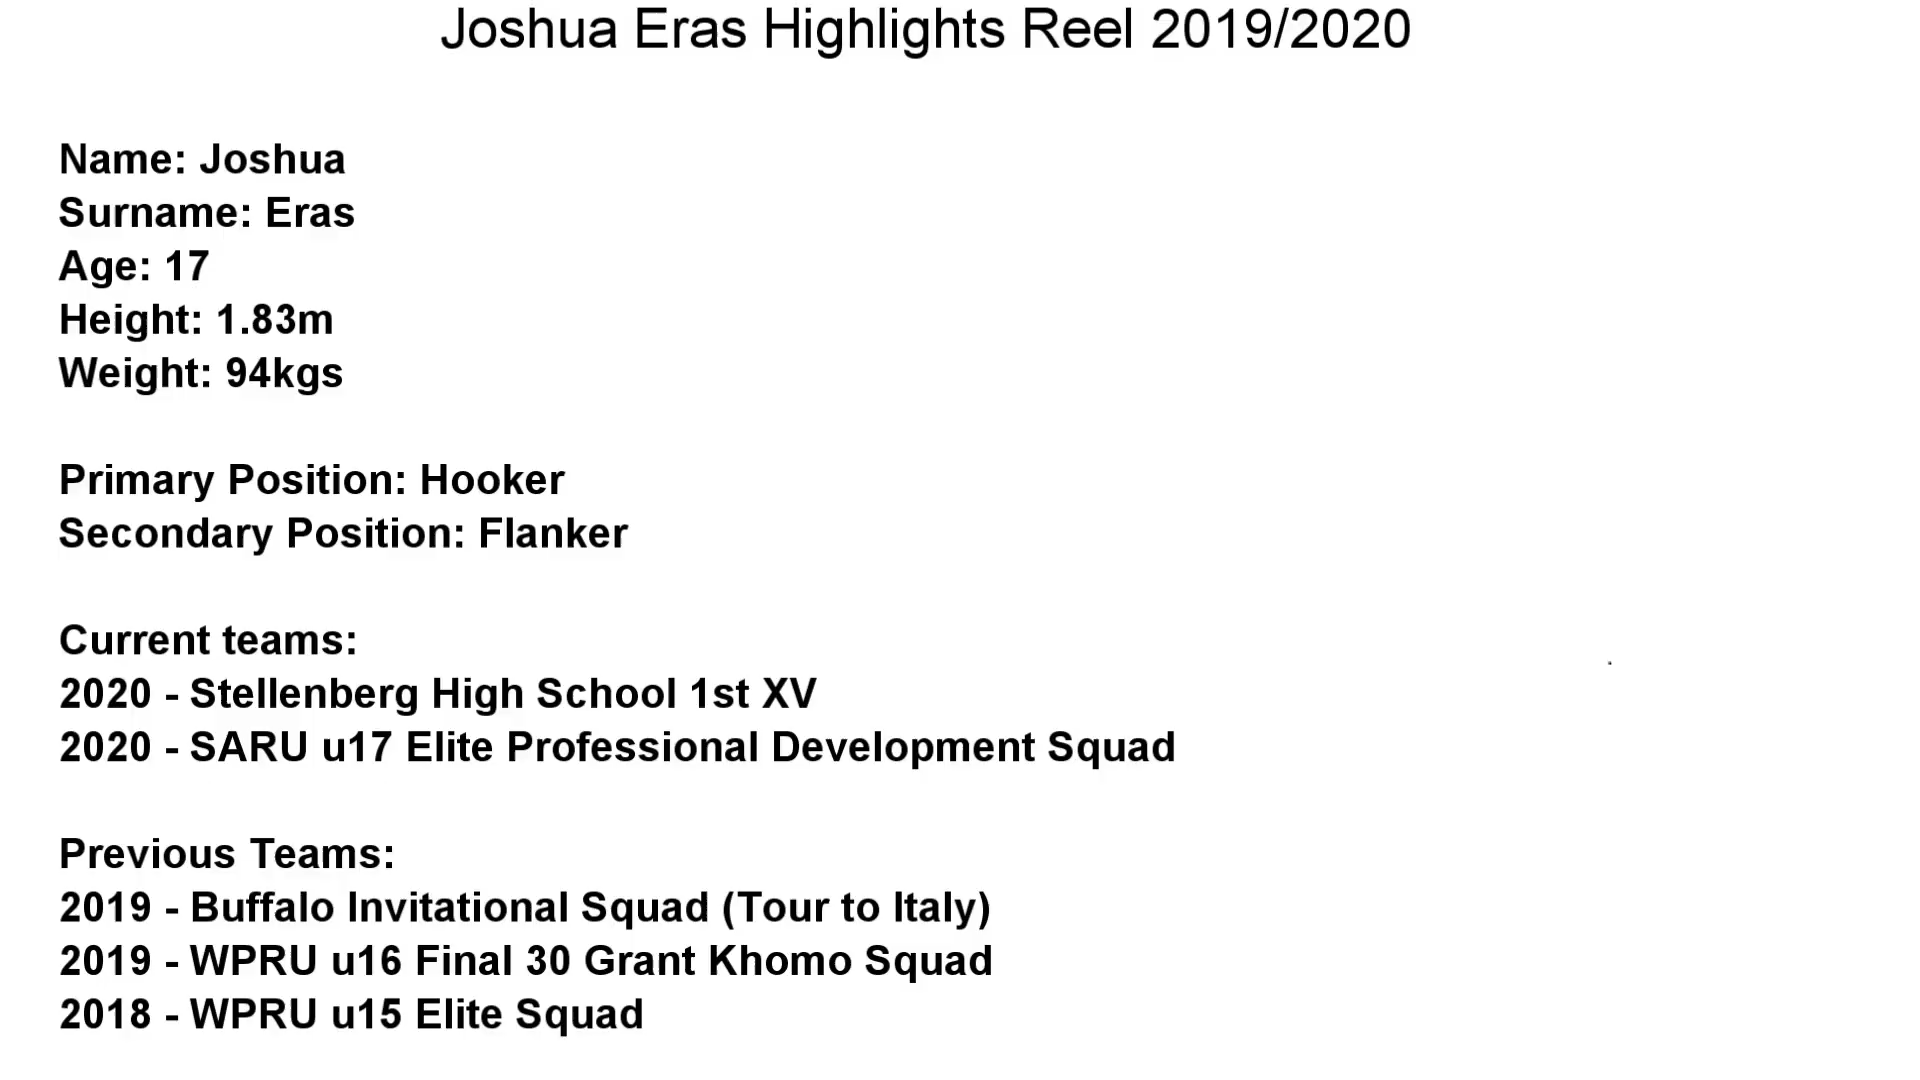 Joshua Eras Highlights Reel 2019/2020
Name: Joshua
Surname: Eras
Age: 17
Height: 1.83m
Weight: 94kgs
Primary Position: Hooker
Secondary Position: Flanker
Current teams:
2020 - Stellenberg High School 1st XV
2020 - SARU u17 Elite Professional Development Squad
Previous Teams:
2019 - Buffalo Invitational Squad (Tour to Italy)
2019 - WPRU u16 Final 30 Grant Khomo Squad
2018 - WPRU u15 Elite Squad